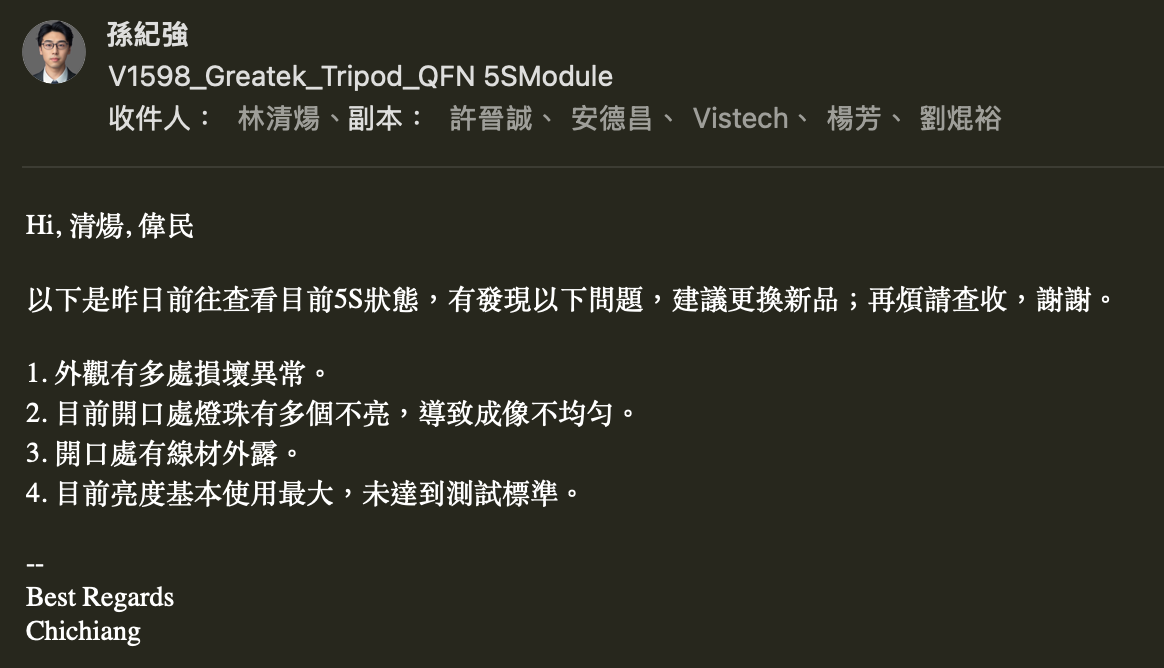 孫紀強
V1598_Greatek_Tripod_QFN 5SModule
收件人： 林清煬、副本： 許晉誠、 安德昌、 Vistech、 楊芳、 劉焜裕
Hi, 清煬, 偉民
以下是昨日前往查看目前5S狀態，有發現以下問題，建議更換新品；再煩請查收，謝謝。
1. 外觀有多處損壞異常。
2. 目前開口處燈珠有多個不亮，導致成像不均勻。
3. 開口處有線材外露。
4. 目前亮度基本使用最大，未達到測試標準。
--
Best Regards
Chichiang